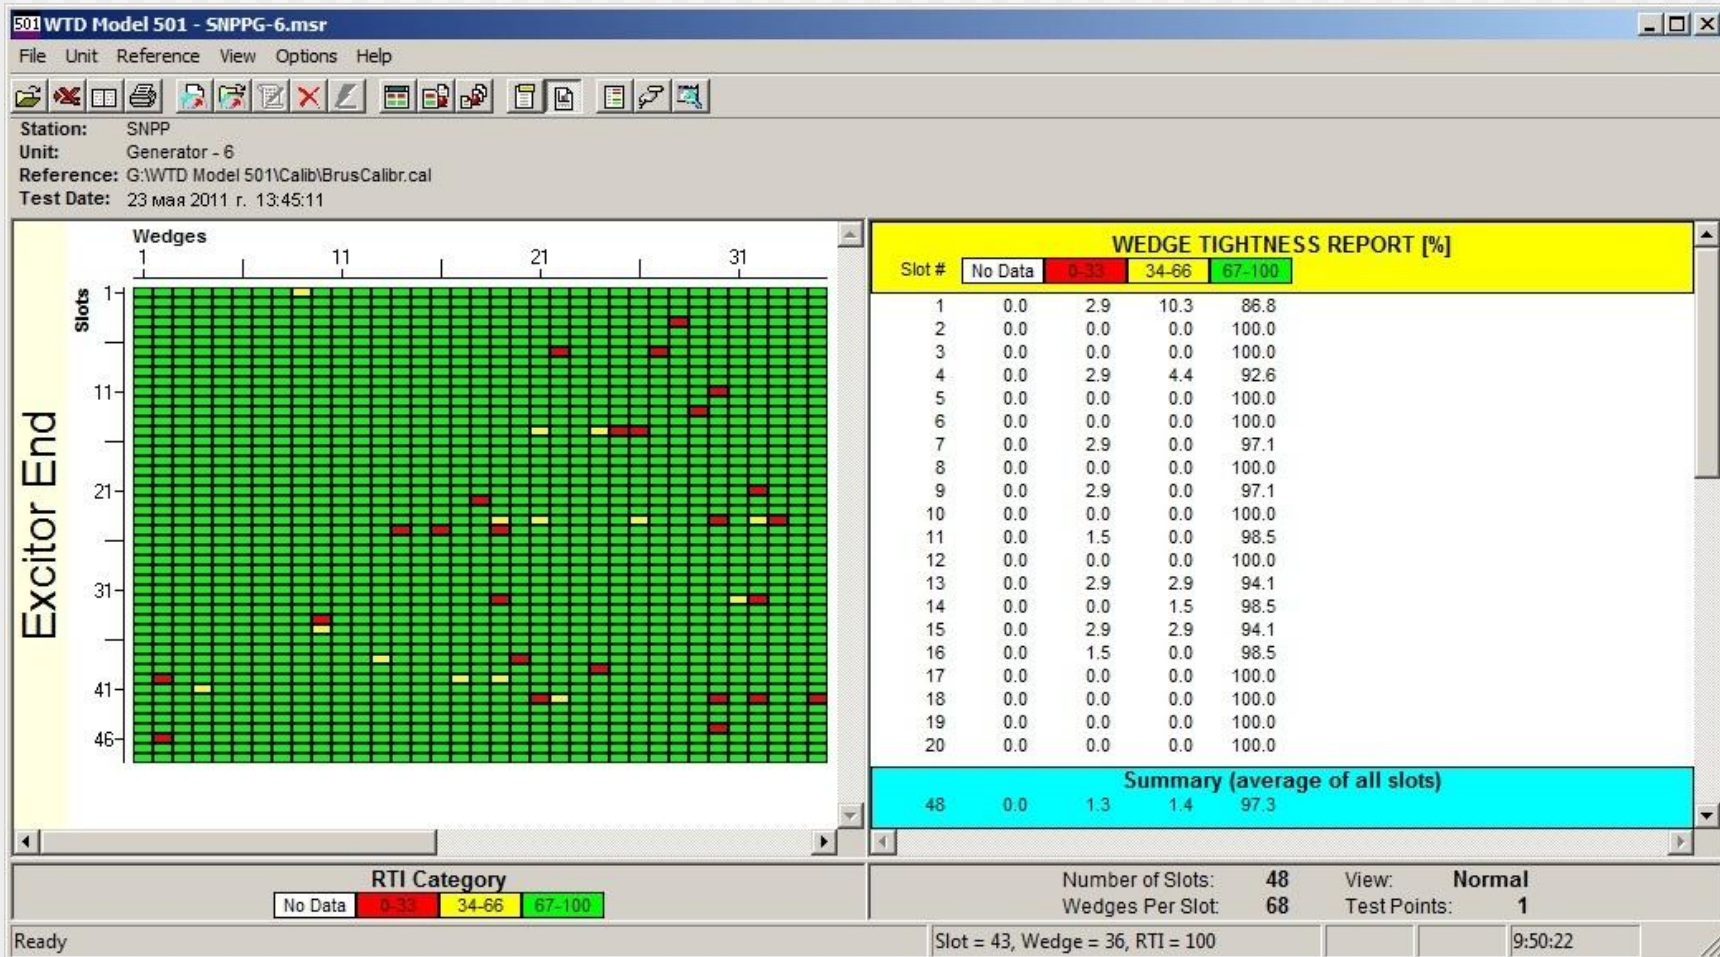 501 WTD Model 501 - SNPPG-6.msr
File Unit Reference View Options Help
Station: SNPP
Unit: Generator - 6
Reference: G:\WTD Model 501\Calib\BrusCalibr.cal
Test Date: 23 мая 2011 г. 13:45:11
Wedges
1 11 21 31
Slots
1
11
21
31
41
46
Excitor End
WEDGE TIGHTNESS REPORT [%]
Slot # No Data 0-33 34-66 67-100
1 0.0 2.9 10.3 86.8
2 0.0 0.0 0.0 100.0
3 0.0 0.0 0.0 100.0
4 0.0 2.9 4.4 92.6
5 0.0 0.0 0.0 100.0
6 0.0 0.0 0.0 100.0
7 0.0 2.9 0.0 97.1
8 0.0 0.0 0.0 100.0
9 0.0 2.9 0.0 97.1
10 0.0 0.0 0.0 100.0
11 0.0 1.5 0.0 98.5
12 0.0 0.0 0.0 100.0
13 0.0 2.9 2.9 94.1
14 0.0 0.0 1.5 98.5
15 0.0 2.9 2.9 94.1
16 0.0 1.5 0.0 98.5
17 0.0 0.0 0.0 100.0
18 0.0 0.0 0.0 100.0
19 0.0 0.0 0.0 100.0
20 0.0 0.0 0.0 100.0
Summary (average of all slots)
48 0.0 1.3 1.4 97.3
RTI Category
No Data 0-33 34-66 67-100
Number of Slots: 48 View: Normal
Wedges Per Slot: 68 Test Points: 1
Ready
Slot = 43, Wedge = 36, RTI = 100
9:50:22